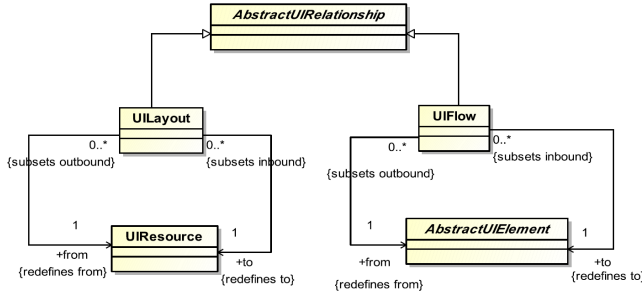 AbstractUIRelationship
UILayout
UIFlow
0..*
0..*
{subsets outbound}
{subsets inbound}
0..*
0..*
{subsets outbound}
{subsets inbound}
1
UIResource
1
+from
+to
{redefines from}
{redefines to}
1
AbstractUIElement
1
+from
+to
{redefines from}
{redefines to}